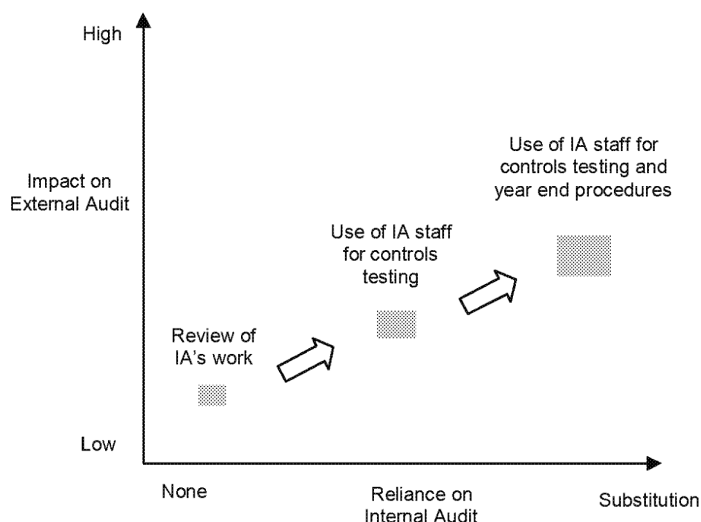 High
Use of IA staff for
controls testing and
year end procedures
Impact on
External Audit
Use of IA staff
for controls
testing
Review of
IA's work
Low
None
Reliance on
Internal Audit
Substitution